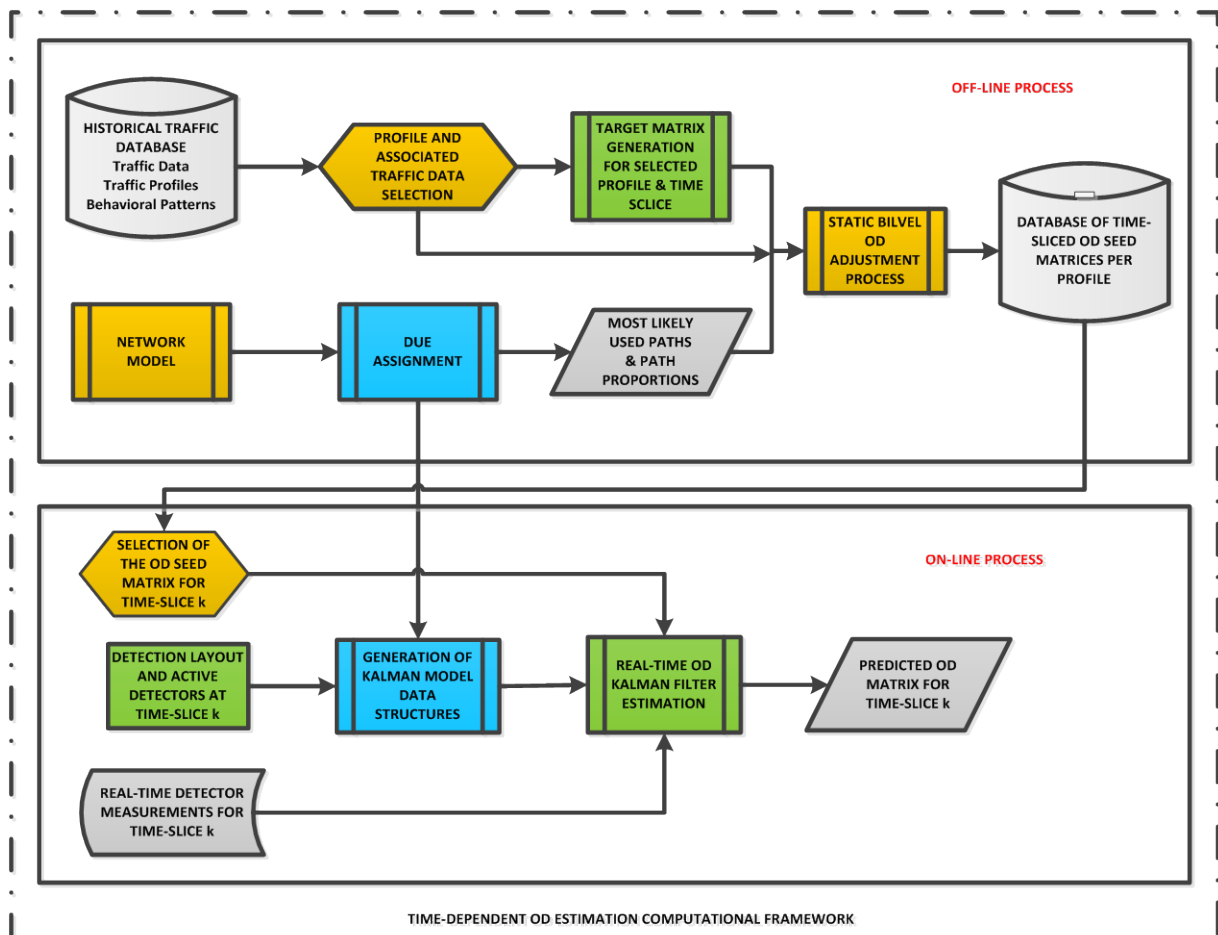 OFF-LINE PROCESS
HISTORICAL TRAFFIC
DATABASE
Traffic Data
Traffic Profiles
Behavioral Patterns
PROFILE AND
ASSOCIATED
TRAFFIC DATA
SELECTION
TARGET MATRIX
GENERATION
FOR SELECTED
PROFILE & TIME
SCLICE
STATIC BILVEL
OD
ADJUSTMENT
PROCESS
DATABASE OF TIME-
SLICED OD SEED
MATRICES PER
PROFILE
NETWORK
MODEL
DUE
ASSIGNMENT
MOST LIKELY
USED PATHS
& PATH
PROPORTIONS
ON-LINE PROCESS
SELECTION OF
THE OD SEED
MATRIX FOR
TIME-SLICE k
DETECTION LAYOUT
AND ACTIVE
DETECTORS AT
TIME-SLICE k
GENERATION OF
KALMAN MODEL
DATA
STRUCTURES
REAL-TIME OD
KALMAN FILTER
ESTIMATION
PREDICTED OD
MATRIX FOR
TIME-SLICE k
REAL-TIME DETECTOR
MEASUREMENTS FOR
TIME-SLICE k
TIME-DEPENDENT OD ESTIMATION COMPUTATIONAL FRAMEWORK